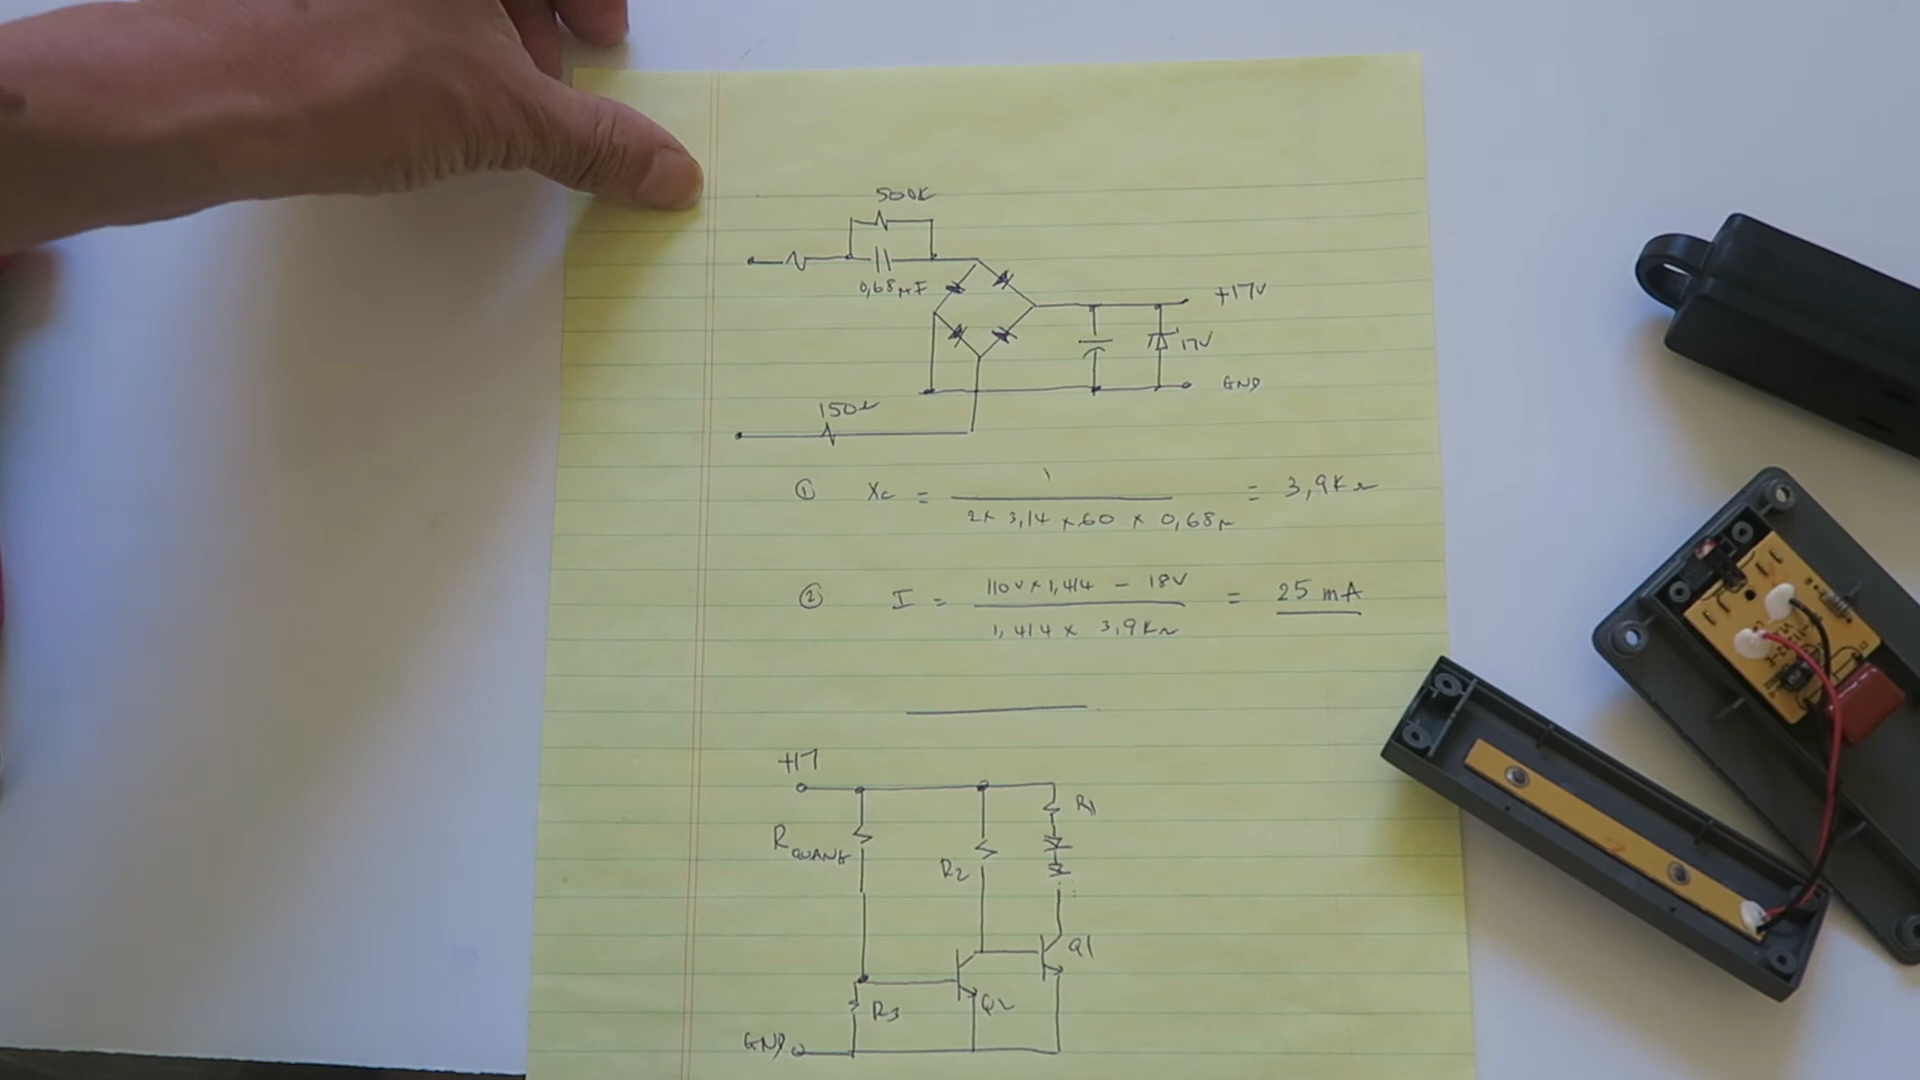 500K
0,68µF
+17V
17V
GND
150Ω
① Xc = 1 / 2x 3,14 x 60 x 0,68µ = 3,9KΩ
② I = 110V x 1,414 - 18V / 1,414 x 3,9KΩ = 25 mA
+17
R1
RQUANG
R2
Q1
R3
Q2
GND